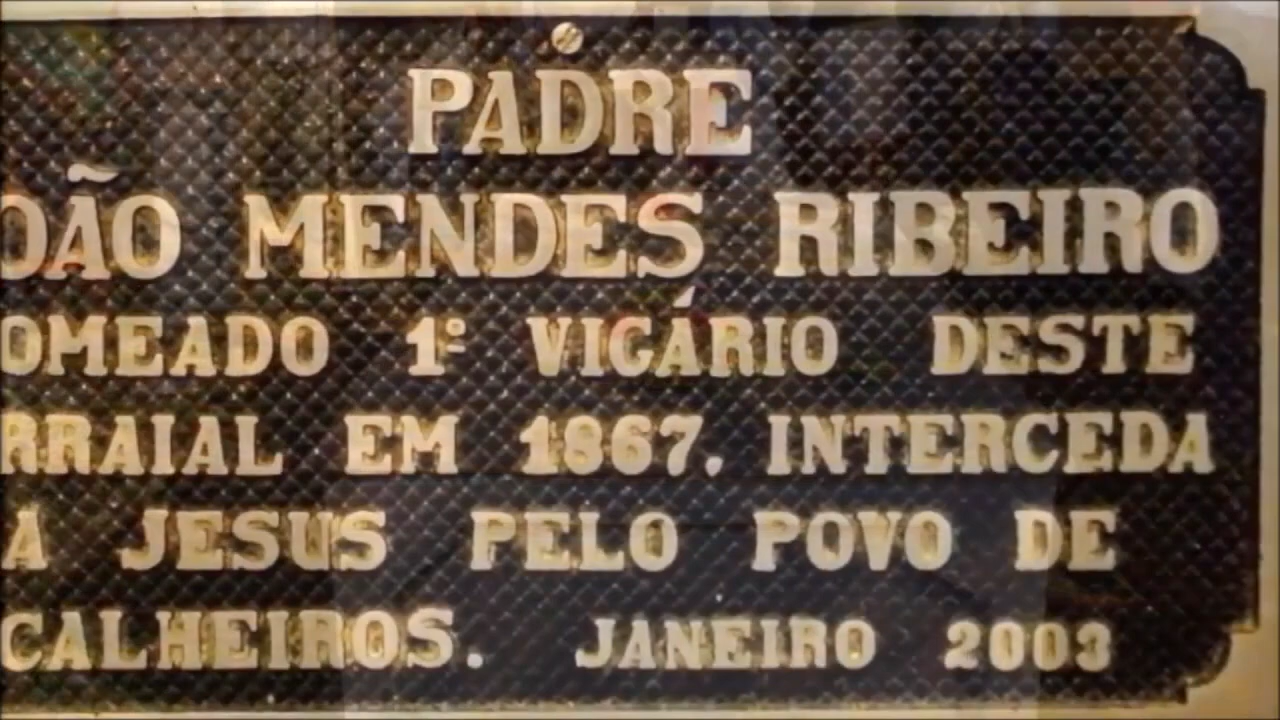 PADRE
OÃO MENDES RIBEIRO
OMEADO 1º VIGÁRIO DESTE
RRAIAL EM 1867. INTERCEDA
A JESUS PELO POVO DE
CALHEIROS. JANEIRO 2003